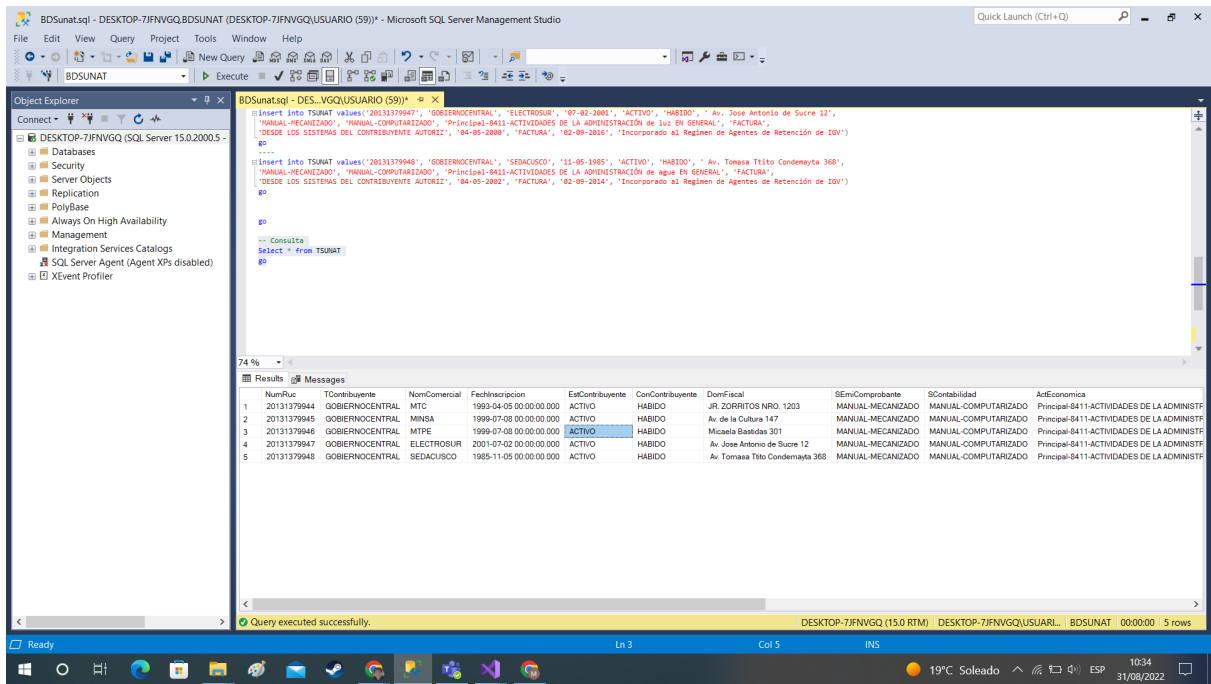 BDSunat.sql - DESKTOP-7JFNVGQ.BDSUNAT (DESKTOP-7JFNVGQ\USUARIO (59))* - Microsoft SQL Server Management Studio
Quick Launch (Ctrl+Q)
File Edit View Query Project Tools Window Help
New Query
BDSUNAT
Execute
Object Explorer
Connect
DESKTOP-7JFNVGQ (SQL Server 15.0.2000.5 -
Databases
Security
Server Objects
Replication
PolyBase
Always On High Availability
Management
Integration Services Catalogs
SQL Server Agent (Agent XPs disabled)
XEvent Profiler
BDSunat.sql - DES...VGQ\USUARIO (59))*
insert into TSUNAT values('20131379947', 'GOBIERNOCENTRAL', 'ELECTROSUR', '07-02-2001', 'ACTIVO', 'HABIDO', ' Av. Jose Antonio de Sucre 12',
'MANUAL-MECANIZADO', 'MANUAL-COMPUTARIZADO', 'Principal-8411-ACTIVIDADES DE LA ADMINISTRACIÓN de luz EN GENERAL', 'FACTURA',
'DESDE LOS SISTEMAS DEL CONTRIBUYENTE AUTORIZ', '04-05-2000', 'FACTURA', '02-09-2016', 'Incorporado al Regimen de Agentes de Retención de IGV')
go
----
insert into TSUNAT values('20131379948', 'GOBIERNOCENTRAL', 'SEDACUSCO', '11-05-1985', 'ACTIVO', 'HABIDO', ' Av. Tomasa Ttito Condemayta 368',
'MANUAL-MECANIZADO', 'MANUAL-COMPUTARIZADO', 'Principal-8411-ACTIVIDADES DE LA ADMINISTRACIÓN de agua EN GENERAL', 'FACTURA',
'DESDE LOS SISTEMAS DEL CONTRIBUYENTE AUTORIZ', '04-05-2002', 'FACTURA', '02-09-2014', 'Incorporado al Regimen de Agentes de Retención de IGV')
go
go
-- Consulta
Select * from TSUNAT
go
74 %
Results Messages
NumRuc TContribuyente NomComercial FechInscripcion EstContribuyente ConContribuyente DomFiscal SEmiComprobante SContabilidad ActEconomica
1 20131379944 GOBIERNOCENTRAL MTC 1993-04-05 00:00:00.000 ACTIVO HABIDO JR. ZORRITOS NRO. 1203 MANUAL-MECANIZADO MANUAL-COMPUTARIZADO Principal-8411-ACTIVIDADES DE LA ADMINISTR
2 20131379945 GOBIERNOCENTRAL MINSA 1999-07-08 00:00:00.000 ACTIVO HABIDO Av. de la Cultura 147 MANUAL-MECANIZADO MANUAL-COMPUTARIZADO Principal-8411-ACTIVIDADES DE LA ADMINISTR
3 20131379946 GOBIERNOCENTRAL MTPE 1999-07-08 00:00:00.000 ACTIVO HABIDO Micaela Bastidas 301 MANUAL-MECANIZADO MANUAL-COMPUTARIZADO Principal-8411-ACTIVIDADES DE LA ADMINISTR
4 20131379947 GOBIERNOCENTRAL ELECTROSUR 2001-07-02 00:00:00.000 ACTIVO HABIDO Av. Jose Antonio de Sucre 12 MANUAL-MECANIZADO MANUAL-COMPUTARIZADO Principal-8411-ACTIVIDADES DE LA ADMINISTR
5 20131379948 GOBIERNOCENTRAL SEDACUSCO 1985-11-05 00:00:00.000 ACTIVO HABIDO Av. Tomasa Ttito Condemayta 368 MANUAL-MECANIZADO MANUAL-COMPUTARIZADO Principal-8411-ACTIVIDADES DE LA ADMINISTR
Query executed successfully.
DESKTOP-7JFNVGQ (15.0 RTM) DESKTOP-7JFNVGQ\USUARI... BDSUNAT 00:00:00 5 rows
Ready Ln 3 Col 5 INS
19°C Soleado ESP 10:34
31/08/2022